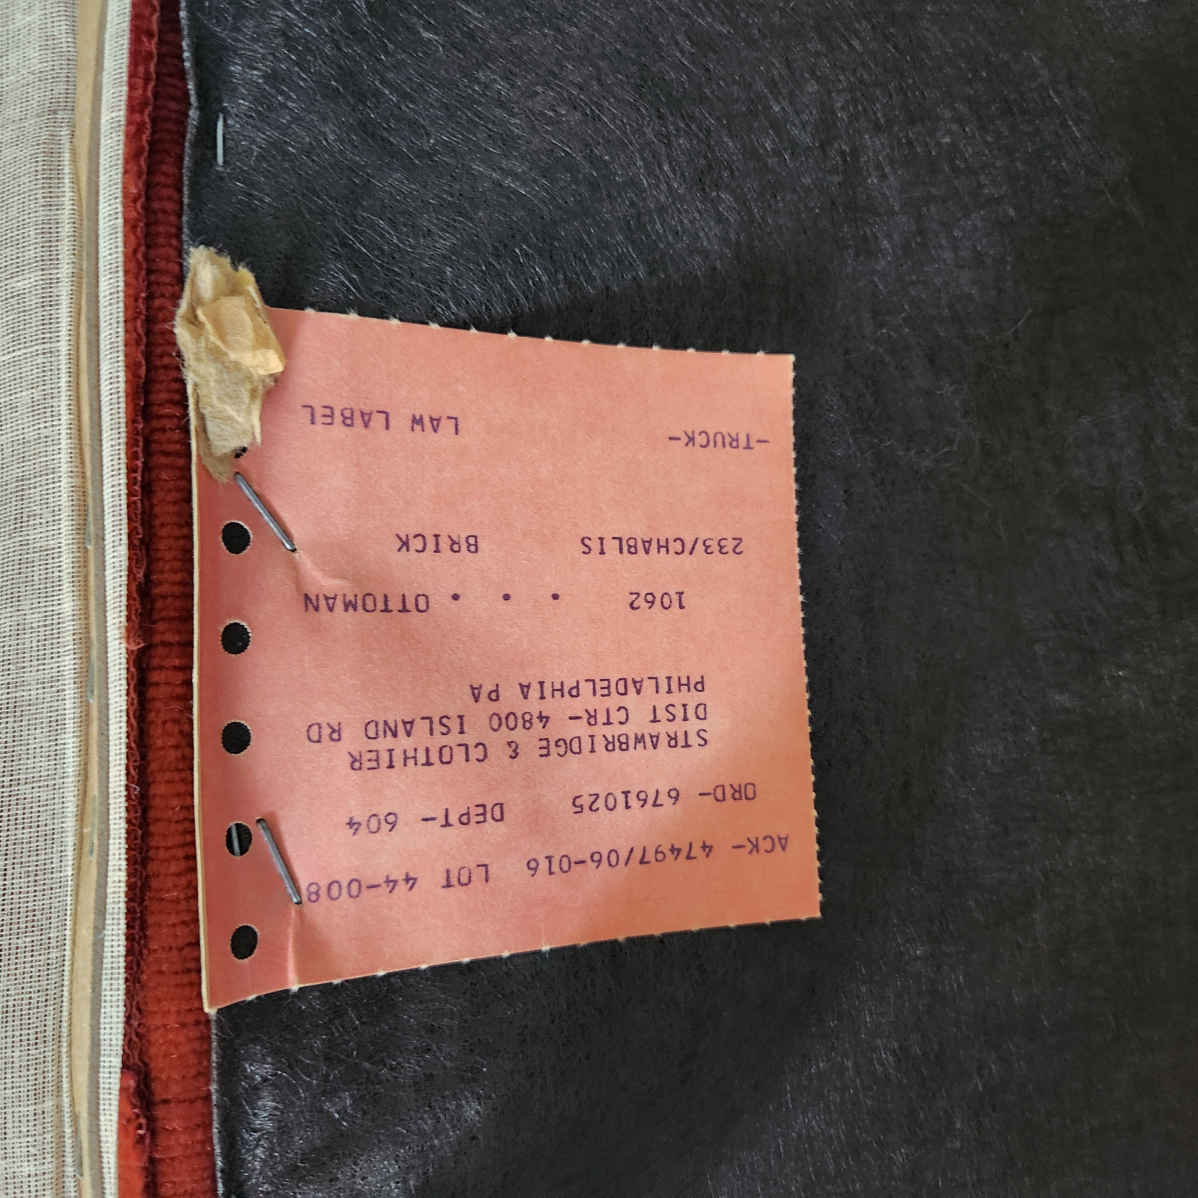 ACK- 47497/06-016 LOT 44-008
ORD- 6761025 DEPT- 604
STRAWBRIDGE & CLOTHIER
DIST CTR- 4800 ISLAND RD
PHILADELPHIA PA
1062 . . . OTTOMAN
233/CHABLIS BRICK
-TRUCK- LAW LABEL